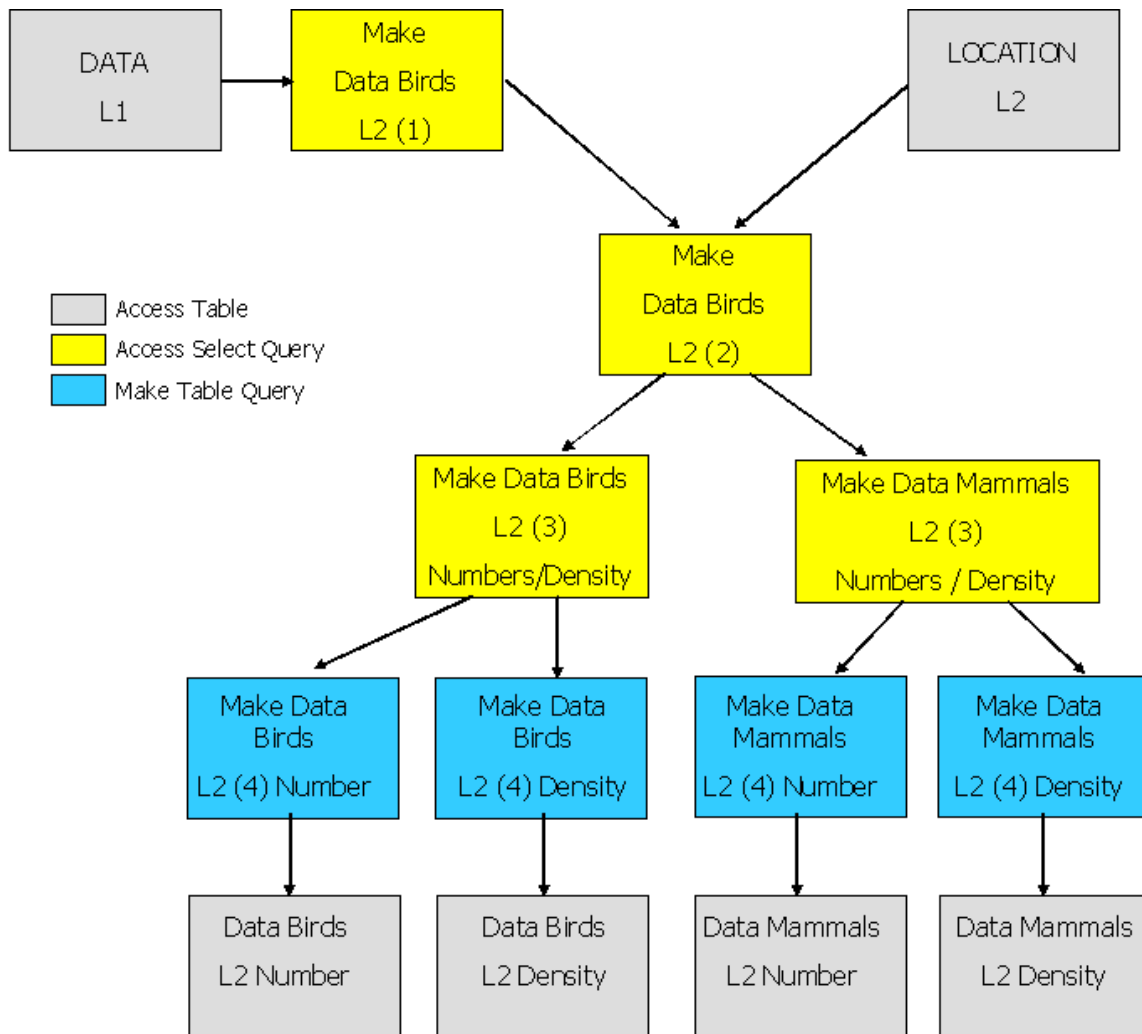 DATA
L1
Make
Data Birds
L2 (1)
LOCATION
L2
Make
Data Birds
L2 (2)
Access Table
Access Select Query
Make Table Query
Make Data Birds
L2 (3)
Numbers/Density
Make Data Mammals
L2 (3)
Numbers / Density
Make Data
Birds
L2 (4) Number
Make Data
Birds
L2 (4) Density
Make Data
Mammals
L2 (4) Number
Make Data
Mammals
L2 (4) Density
Data Birds
L2 Number
Data Birds
L2 Density
Data Mammals
L2 Number
Data Mammals
L2 Density